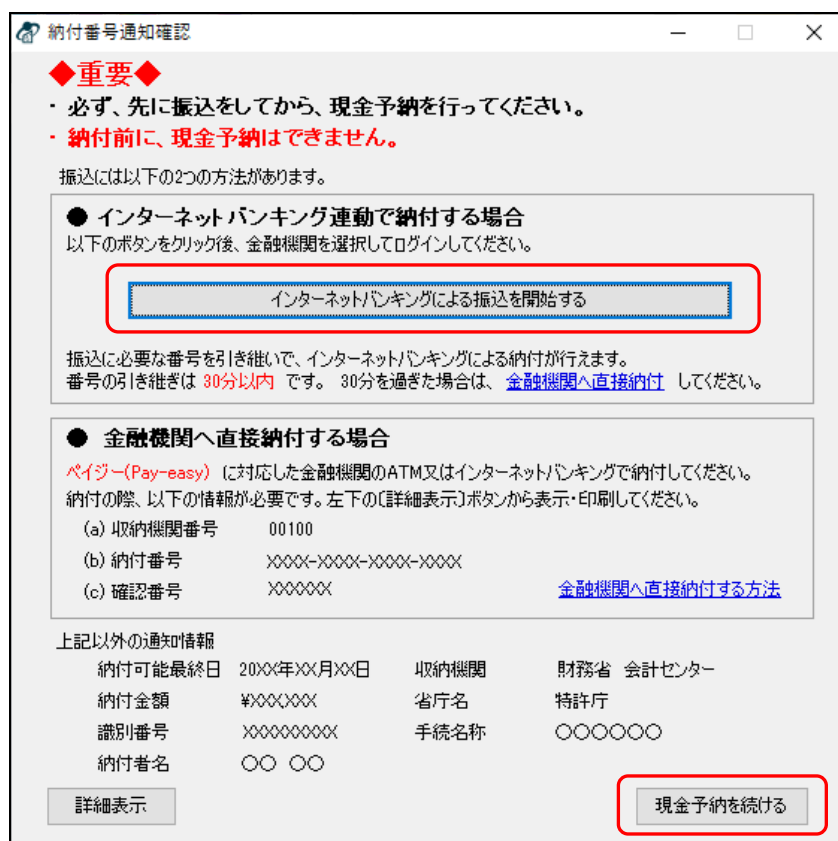 納付番号通知確認
◆重要◆
・ 必ず、先に振込をしてから、現金予納を行ってください。
・ 納付前に、現金予納はできません。
振込には以下の2つの方法があります。
● インターネットバンキング連動で納付する場合
以下のボタンをクリック後、金融機関を選択してログインしてください。
インターネットバンキングによる振込を開始する
振込に必要な番号を引き継いで、インターネットバンキングによる納付が行えます。
番号の引き継ぎは 30分以内 です。 30分を過ぎた場合は、 金融機関へ直接納付 してください。
● 金融機関へ直接納付する場合
ペイジー(Pay-easy) に対応した金融機関のATM又はインターネットバンキングで納付してください。
納付の際、以下の情報が必要です。左下の〔詳細表示〕ボタンから表示・印刷してください。
(a) 収納機関番号 00100
(b) 納付番号 XXXX-XXXX-XXXX-XXXX
(c) 確認番号 XXXXXX 金融機関へ直接納付する方法
上記以外の通知情報
納付可能最終日 20XX年XX月XX日 収納機関 財務省 会計センター
納付金額 ¥XXX,XXX 省庁名 特許庁
識別番号 XXXXXXXXX 手続名称 〇〇〇〇〇〇
納付者名 〇〇 〇〇
詳細表示 現金予納を続ける